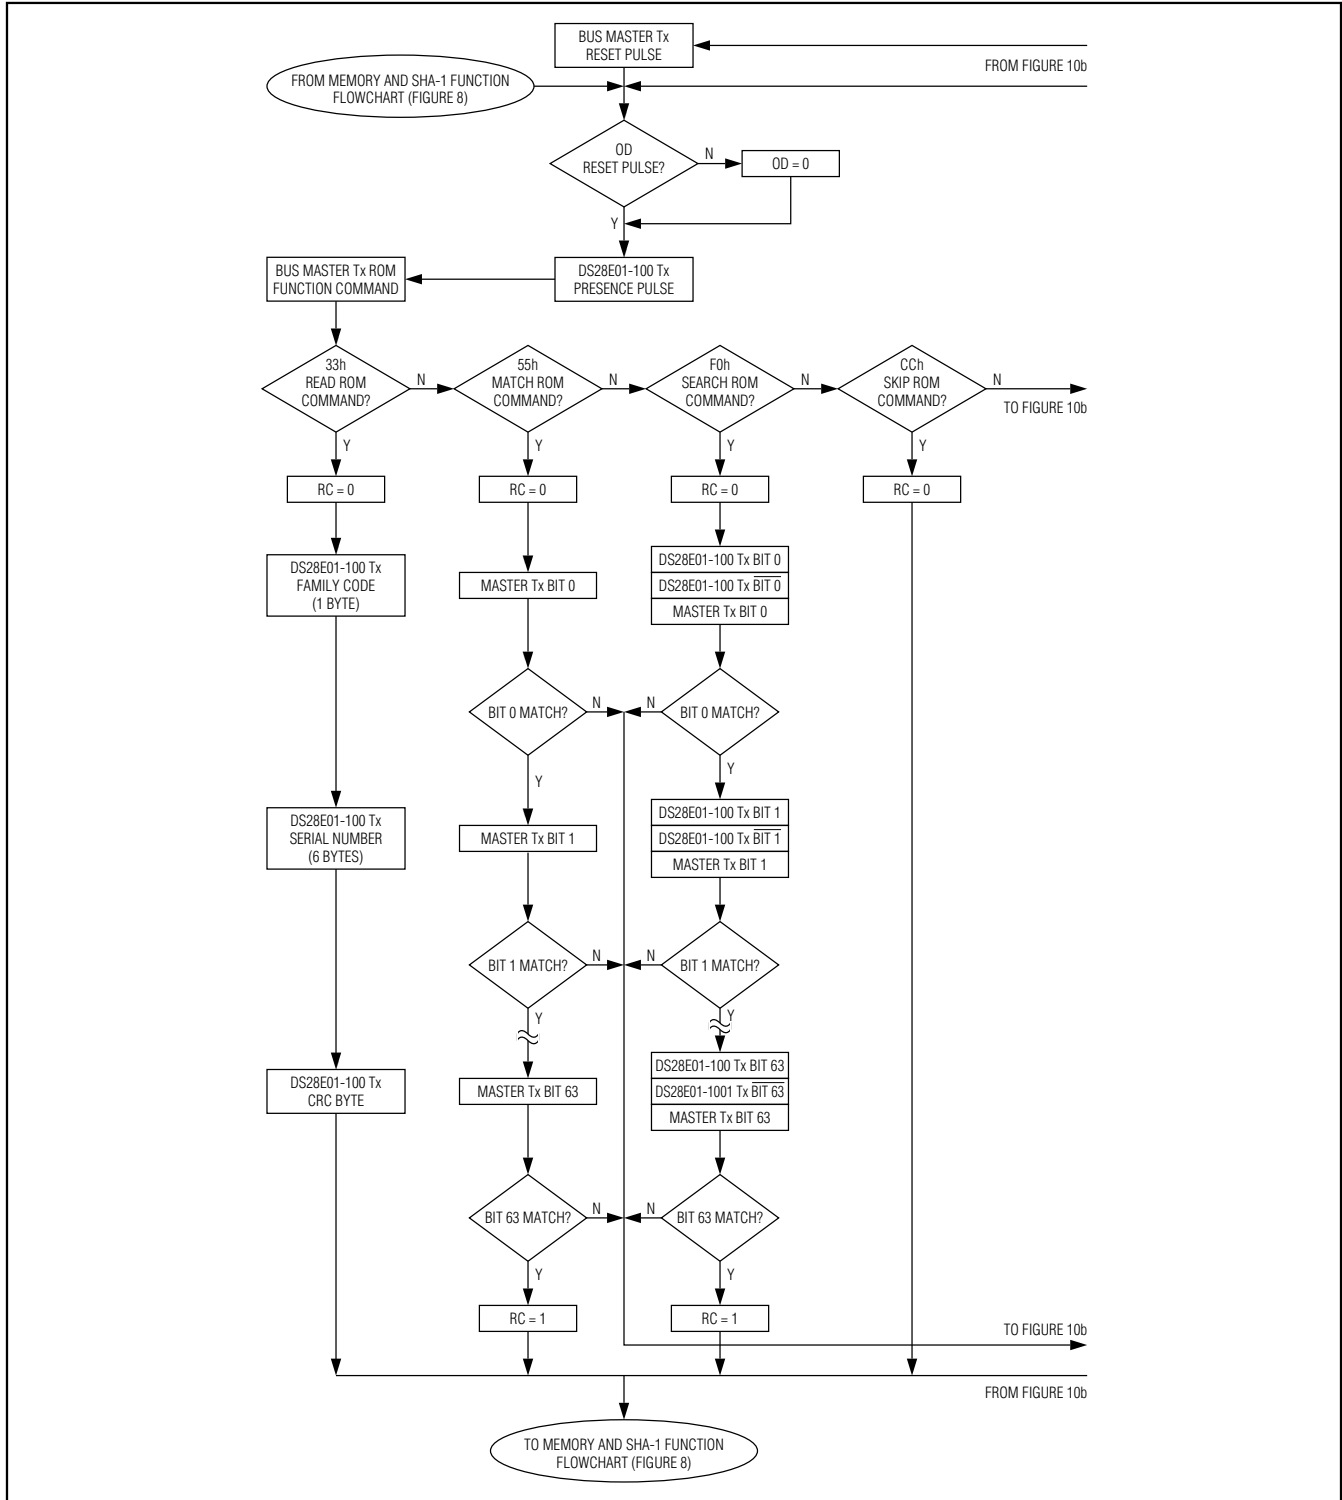 BUS MASTER Tx
RESET PULSE
FROM FIGURE 10b
FROM MEMORY AND SHA-1 FUNCTION
FLOWCHART (FIGURE 8)
OD
RESET PULSE?
N
OD = 0
Y
BUS MASTER Tx ROM
FUNCTION COMMAND
DS28E01-100 Tx
PRESENCE PULSE
33h
READ ROM
COMMAND?
N
55h
MATCH ROM
COMMAND?
N
F0h
SEARCH ROM
COMMAND?
N
CCh
SKIP ROM
COMMAND?
N
TO FIGURE 10b
Y
Y
Y
Y
RC = 0
RC = 0
RC = 0
RC = 0
DS28E01-100 Tx
FAMILY CODE
(1 BYTE)
MASTER Tx BIT 0
DS28E01-100 Tx BIT 0
DS28E01-100 Tx B̅I̅T̅ ̅0̅
MASTER Tx BIT 0
BIT 0 MATCH?
N
N
BIT 0 MATCH?
Y
Y
DS28E01-100 Tx
SERIAL NUMBER
(6 BYTES)
MASTER Tx BIT 1
DS28E01-100 Tx BIT 1
DS28E01-100 Tx B̅I̅T̅ ̅1̅
MASTER Tx BIT 1
BIT 1 MATCH?
N
N
BIT 1 MATCH?
Y
Y
DS28E01-100 Tx
CRC BYTE
MASTER Tx BIT 63
DS28E01-100 Tx BIT 63
DS28E01-1001 Tx B̅I̅T̅ ̅6̅3̅
MASTER Tx BIT 63
BIT 63 MATCH?
N
N
BIT 63 MATCH?
Y
Y
RC = 1
RC = 1
TO FIGURE 10b
FROM FIGURE 10b
TO MEMORY AND SHA-1 FUNCTION
FLOWCHART (FIGURE 8)